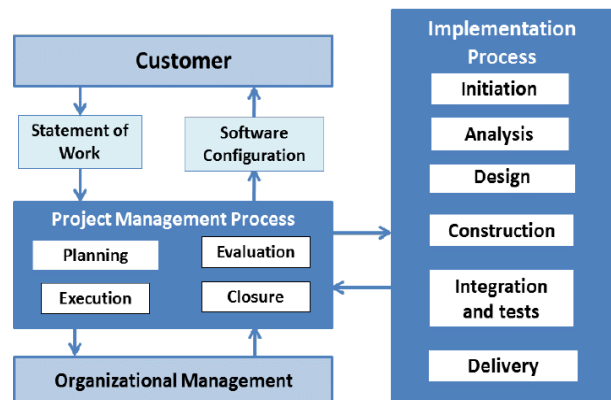 Customer
Statement of
Work
Software
Configuration
Project Management Process
Planning
Evaluation
Execution
Closure
Organizational Management
Implementation
Process
Initiation
Analysis
Design
Construction
Integration
and tests
Delivery